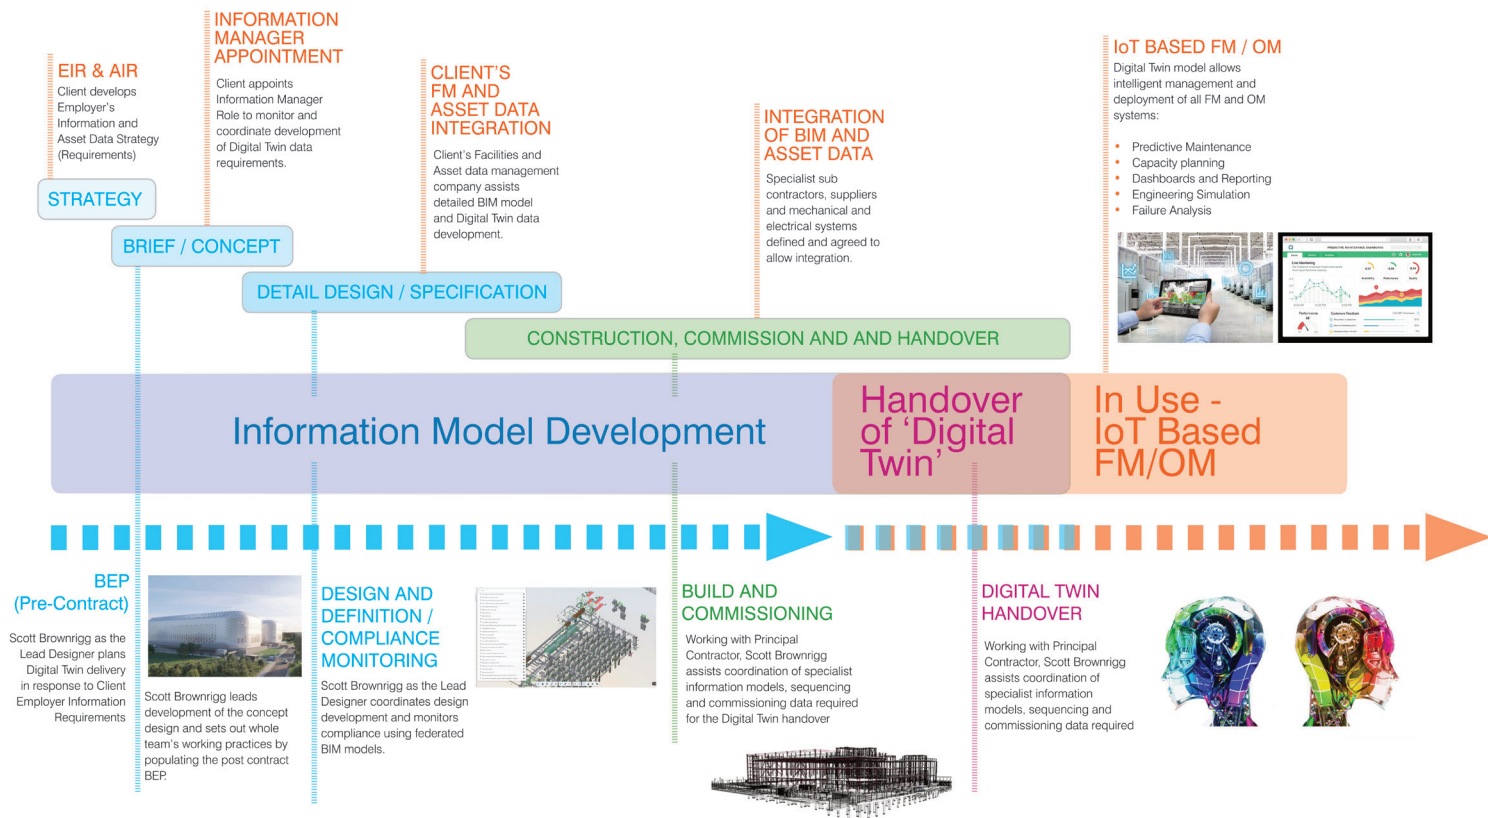 EIR & AIR
Client develops
Employer's
Information and
Asset Data Strategy
(Requirements)
STRATEGY
INFORMATION
MANAGER
APPOINTMENT
Client appoints
Information Manager
Role to monitor and
coordinate development
of Digital Twin data
requirements.
BRIEF / CONCEPT
CLIENT'S
FM AND
ASSET DATA
INTEGRATION
Client's Facilities and
Asset data management
company assists
detailed BIM model
and Digital Twin data
development.
DETAIL DESIGN / SPECIFICATION
INTEGRATION
OF BIM AND
ASSET DATA
Specialist sub
contractors, suppliers
and mechanical and
electrical systems
defined and agreed to
allow integration.
CONSTRUCTION, COMMISSION AND AND HANDOVER
IoT BASED FM / OM
Digital Twin model allows
intelligent management and
deployment of all FM and OM
systems:
• Predictive Maintenance
• Capacity planning
• Dashboards and Reporting
• Engineering Simulation
• Failure Analysis
PREDICTIVE MAINTENANCE DASHBOARD
Information Model Development
Handover
of 'Digital
Twin'
In Use -
IoT Based
FM/OM
BEP
(Pre-Contract)
Scott Brownrigg as the
Lead Designer plans
Digital Twin delivery
in response to Client
Employer Information
Requirements
Scott Brownrigg leads
development of the concept
design and sets out whole
team's working practices by
populating the post contract
BEP.
DESIGN AND
DEFINITION /
COMPLIANCE
MONITORING
Scott Brownrigg as the Lead
Designer coordinates design
development and monitors
compliance using federated
BIM models.
BUILD AND
COMMISSIONING
Working with Principal
Contractor, Scott Brownrigg
assists coordination of specialist
information models, sequencing
and commissioning data required
for the Digital Twin handover
DIGITAL TWIN
HANDOVER
Working with Principal
Contractor, Scott Brownrigg
assists coordination of
specialist information
models, sequencing and
commissioning data required